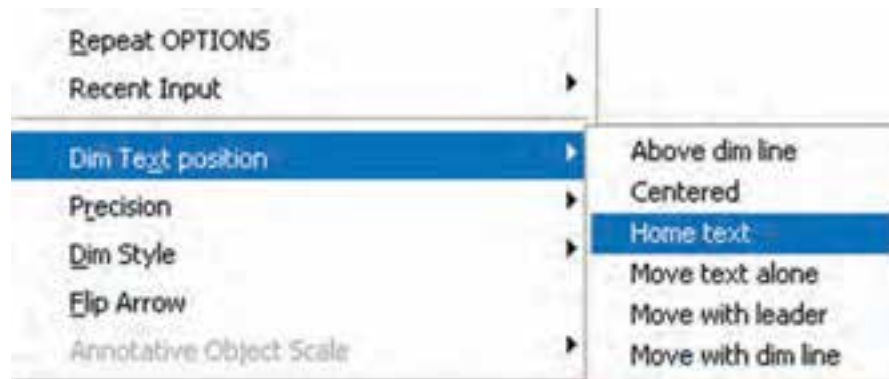 Repeat OPTIONS
Recent Input
Dim Text position
Precision
Dim Style
Flip Arrow
Annotative Object Scale
Above dim line
Centered
Home text
Move text alone
Move with leader
Move with dim line